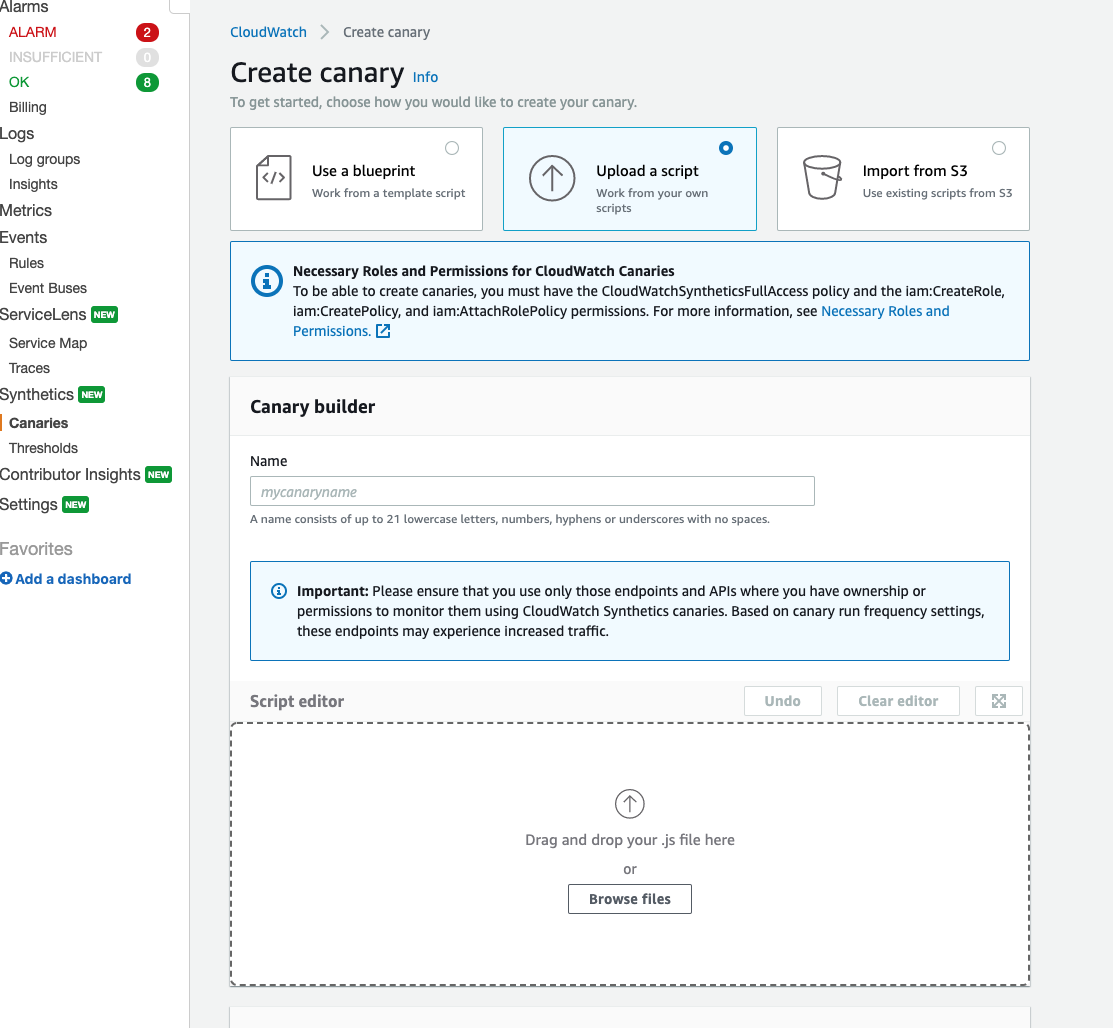 Alarms
ALARM 2
INSUFFICIENT 0
OK 8
Billing
Logs
Log groups
Insights
Metrics
Events
Rules
Event Buses
ServiceLens NEW
Service Map
Traces
Synthetics NEW
Canaries
Thresholds
Contributor Insights NEW
Settings NEW
Favorites
Add a dashboard
CloudWatch Create canary
Create canary Info
To get started, choose how you would like to create your canary.
Use a blueprint
Work from a template script
Upload a script
Work from your own
scripts
Import from S3
Use existing scripts from S3
Necessary Roles and Permissions for CloudWatch Canaries
To be able to create canaries, you must have the CloudWatchSyntheticsFullAccess policy and the iam:CreateRole,
iam:CreatePolicy, and iam:AttachRolePolicy permissions. For more information, see Necessary Roles and
Permissions.
Canary builder
Name
mycanaryname
A name consists of up to 21 lowercase letters, numbers, hyphens or underscores with no spaces.
Important: Please ensure that you use only those endpoints and APIs where you have ownership or
permissions to monitor them using CloudWatch Synthetics canaries. Based on canary run frequency settings,
these endpoints may experience increased traffic.
Script editor Undo Clear editor
Drag and drop your .js file here
or
Browse files